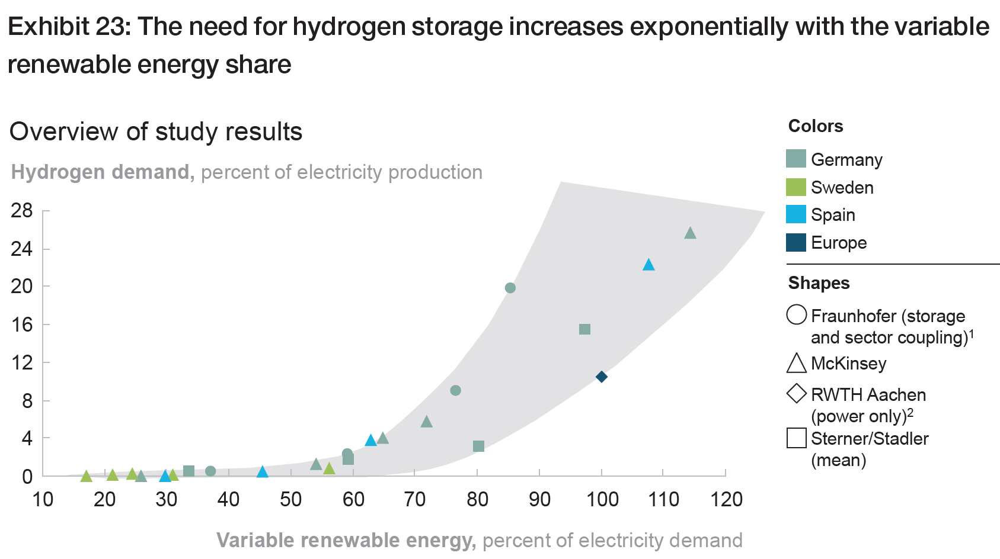 Exhibit 23: The need for hydrogen storage increases exponentially with the variable
renewable energy share
Overview of study results
Hydrogen demand, percent of electricity production
28
24
20
16
12
8
4
0
10 20 30 40 50 60 70 80 90 100 110 120
Variable renewable energy, percent of electricity demand
Colors
Germany
Sweden
Spain
Europe
Shapes
Fraunhofer (storage
and sector coupling)¹
McKinsey
RWTH Aachen
(power only)²
Sterner/Stadler
(mean)